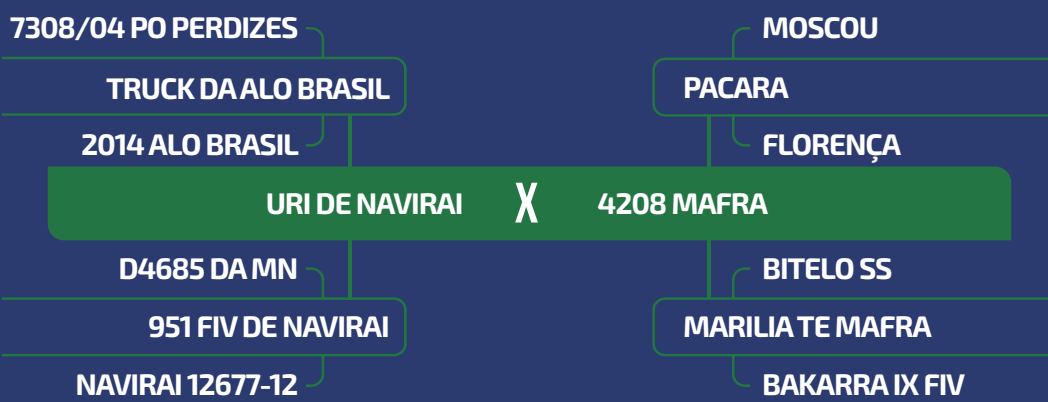 7308/04 PO PERDIZES
MOSCOU
TRUCK DA ALO BRASIL
PACARA
2014 ALO BRASIL
FLORENÇA
URI DE NAVIRAI X 4208 MAFRA
D4685 DA MN
BITELO SS
951 FIV DE NAVIRAI
MARILIA TE MAFRA
NAVIRAI 12677-12
BAKARRA IX FIV